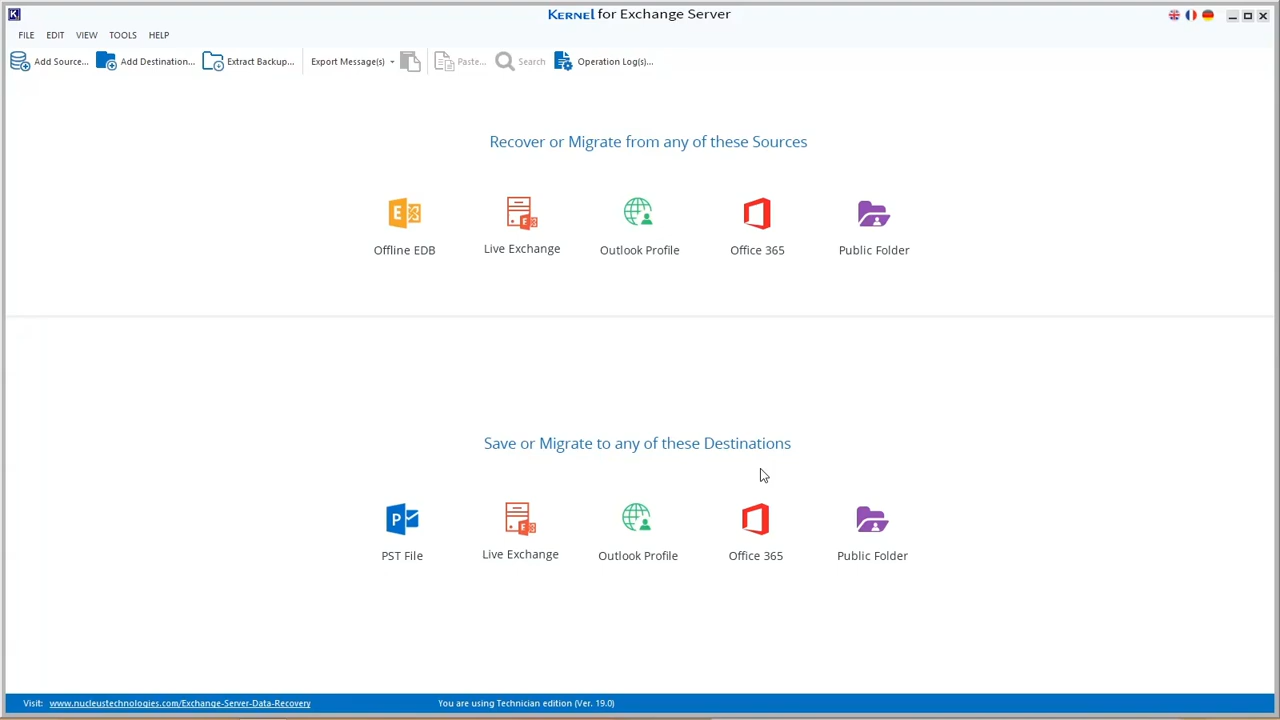 KERNEL for Exchange Server
FILE EDIT VIEW TOOLS HELP
Add Source... Add Destination... Extract Backup... Export Message(s) Paste... Search Operation Log(s)...
Recover or Migrate from any of these Sources
Offline EDB Live Exchange Outlook Profile Office 365 Public Folder
Save or Migrate to any of these Destinations
PST File Live Exchange Outlook Profile Office 365 Public Folder
Visit: www.nucleustechnologies.com/Exchange-Server-Data-Recovery You are using Technician edition (Ver. 19.0)